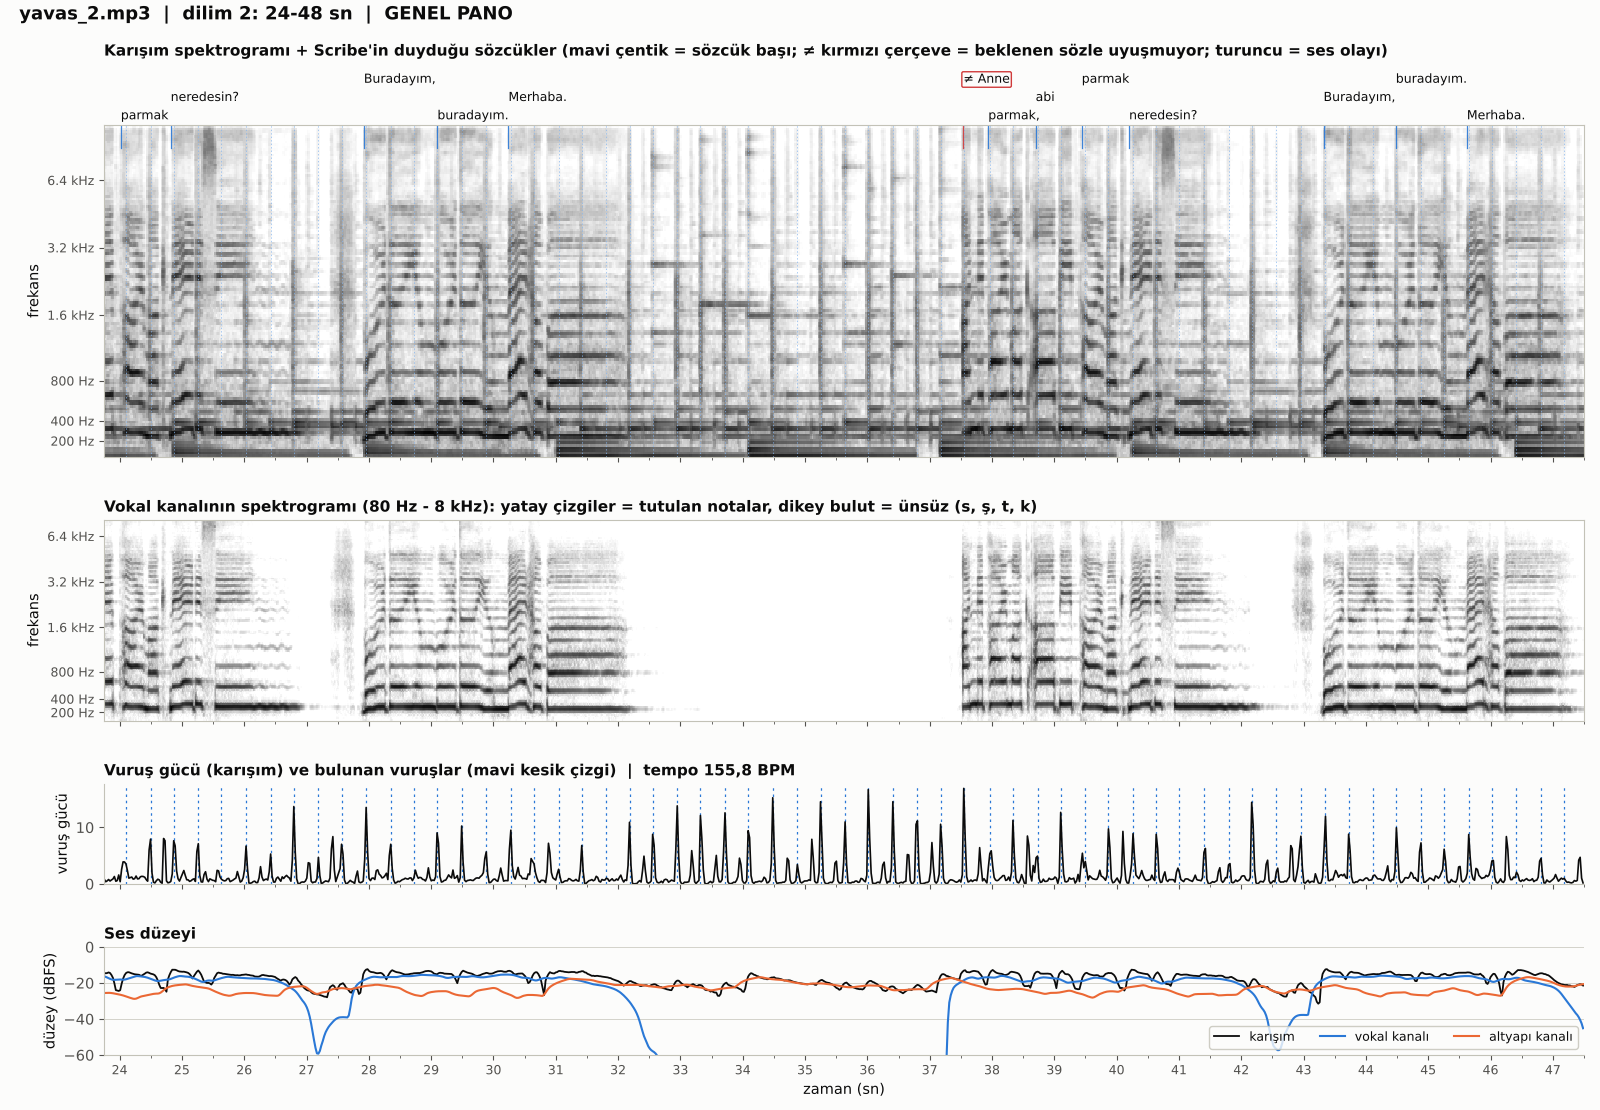 yavas_2.mp3 | dilim 2: 24-48 sn | GENEL PANO
Karışım spektrogramı + Scribe'in duyduğu sözcükler (mavi çentik = sözcük başı; ≠ kırmızı çerçeve = beklenen sözle uyuşmuyor; turuncu = ses olayı)
Buradayım, ≠ Anne parmak buradayım.
neredesin? Merhaba. abi Buradayım,
parmak buradayım. parmak, neredesin? Merhaba.
6.4 kHz
3.2 kHz
1.6 kHz
800 Hz
400 Hz
200 Hz
frekans
Vokal kanalının spektrogramı (80 Hz - 8 kHz): yatay çizgiler = tutulan notalar, dikey bulut = ünsüz (s, ş, t, k)
6.4 kHz
3.2 kHz
1.6 kHz
800 Hz
400 Hz
200 Hz
frekans
Vuruş gücü (karışım) ve bulunan vuruşlar (mavi kesik çizgi) | tempo 155,8 BPM
10
0
vuruş gücü
Ses düzeyi
0
−20
−40
−60
düzey (dBFS)
karışım vokal kanalı altyapı kanalı
24 25 26 27 28 29 30 31 32 33 34 35 36 37 38 39 40 41 42 43 44 45 46 47
zaman (sn)